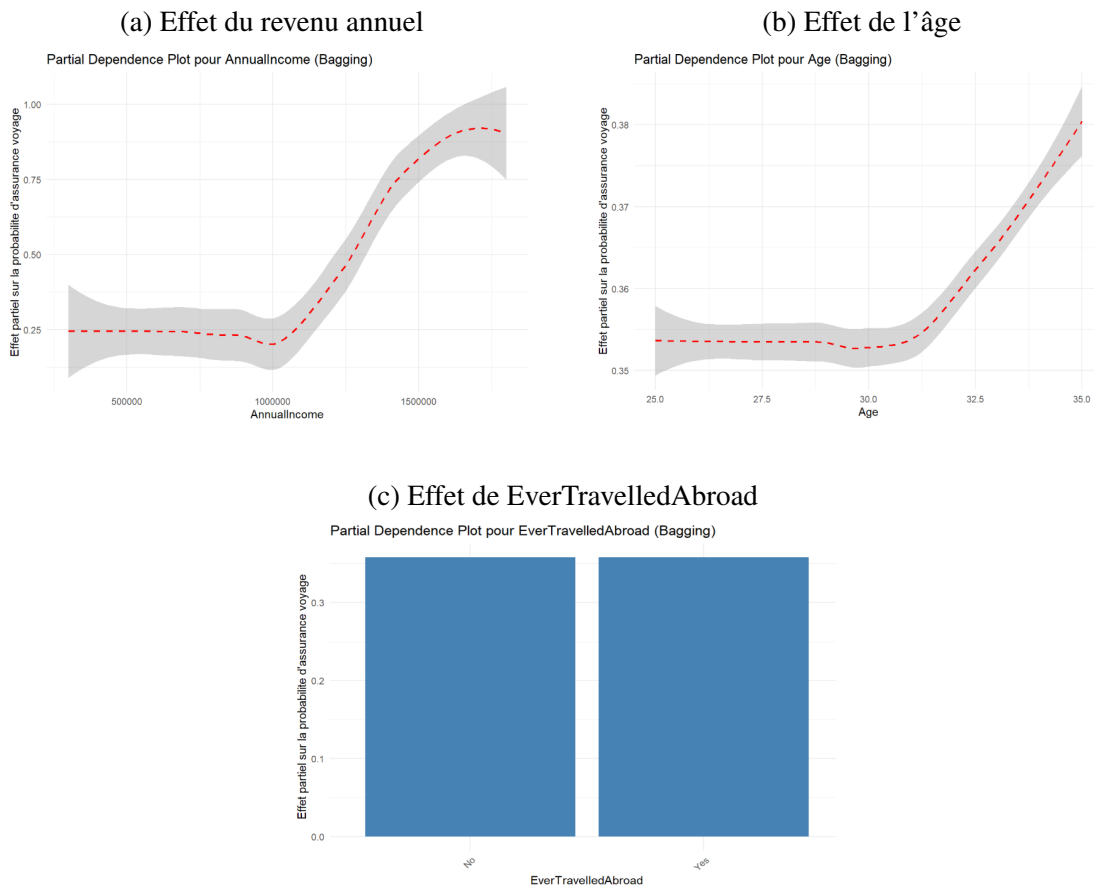 (a) Effet du revenu annuel
Partial Dependence Plot pour AnnualIncome (Bagging)
Effet partiel sur la probabilite d'assurance voyage
1.00
0.75
0.50
0.25
500000 1000000 1500000
AnnualIncome
(b) Effet de l’âge
Partial Dependence Plot pour Age (Bagging)
Effet partiel sur la probabilite d'assurance voyage
0.38
0.37
0.36
0.35
25.0 27.5 30.0 32.5 35.0
Age
(c) Effet de EverTravelledAbroad
Partial Dependence Plot pour EverTravelledAbroad (Bagging)
Effet partiel sur la probabilite d'assurance voyage
0.3
0.2
0.1
0.0
No Yes
EverTravelledAbroad